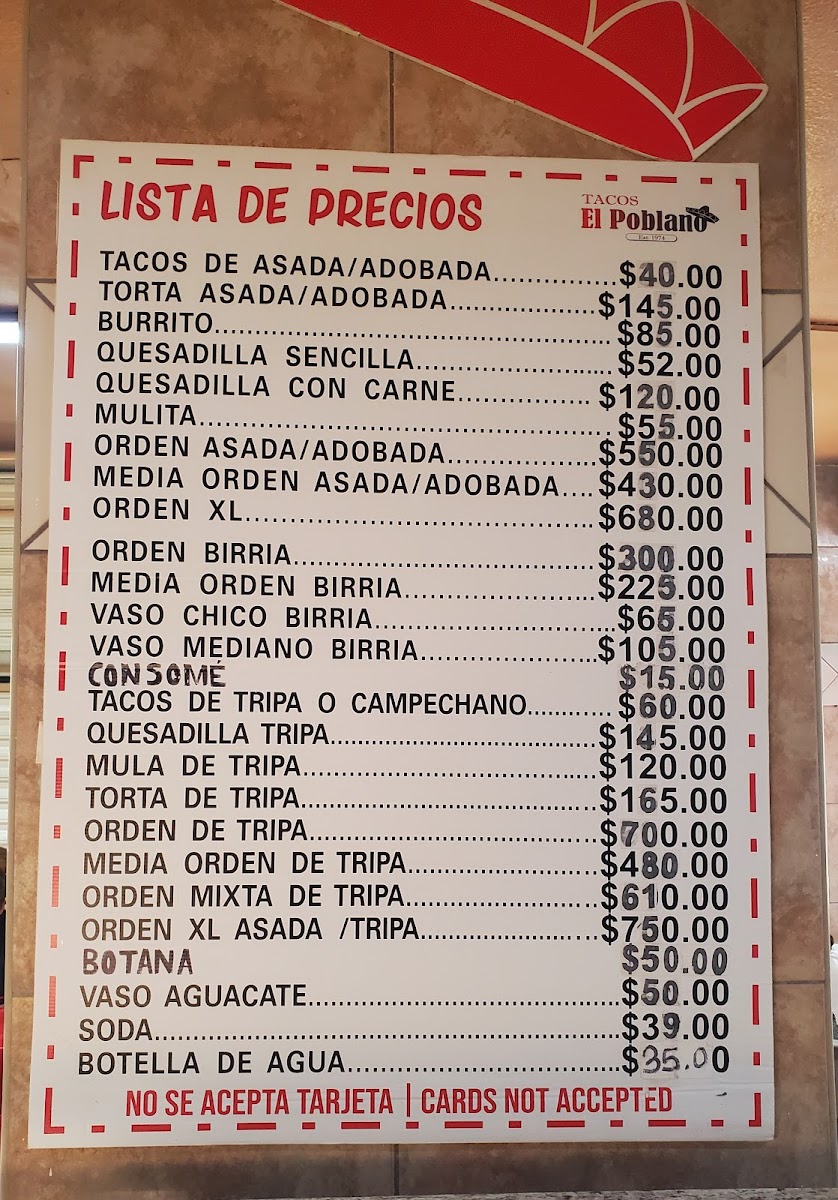 LISTA DE PRECIOS
TACOS
El Poblano
Est. 1974
TACOS DE ASADA/ADOBADA...............$40.00
TORTA ASADA/ADOBADA..................$145.00
BURRITO.................................................$85.00
QUESADILLA SENCILLA.........................$52.00
QUESADILLA CON CARNE................$120.00
MULITA...................................................$55.00
ORDEN ASADA/ADOBADA...................$550.00
MEDIA ORDEN ASADA/ADOBADA....$430.00
ORDEN XL...........................................$680.00
ORDEN BIRRIA.....................................$300.00
MEDIA ORDEN BIRRIA........................$225.00
VASO CHICO BIRRIA.............................$65.00
VASO MEDIANO BIRRIA......................$105.00
CONSOMÉ $15.00
TACOS DE TRIPA O CAMPECHANO............$60.00
QUESADILLA TRIPA......................................$145.00
MULA DE TRIPA..........................................$120.00
TORTA DE TRIPA..........................................$165.00
ORDEN DE TRIPA.........................................$700.00
MEDIA ORDEN DE TRIPA...........................$480.00
ORDEN MIXTA DE TRIPA...........................$610.00
ORDEN XL ASADA /TRIPA.........................$750.00
BOTANA $50.00
VASO AGUACATE............................................$50.00
SODA.................................................................$39.00
BOTELLA DE AGUA.......................................$35.00
NO SE ACEPTA TARJETA | CARDS NOT ACCEPTED